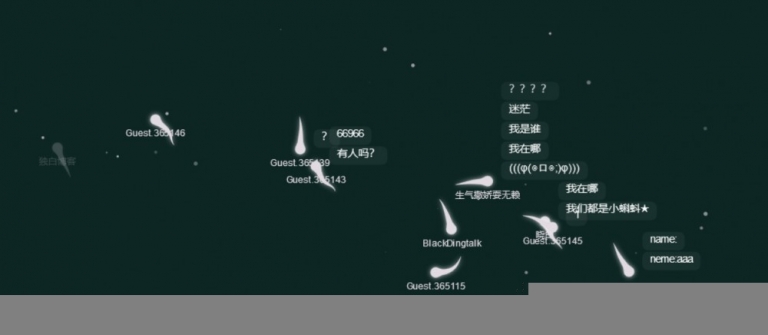 ？？？？
迷茫
我是谁
我在哪
(((φ(◎ロ◎;)φ)))
Guest.365146
?
66966
有人吗?
Guest.365139
Guest.365143
生气撒娇耍无赖
我在哪
我们都是小蝌蚪★
BlackDingtalk
Guest.365145
name:
neme:aaa
Guest.365115